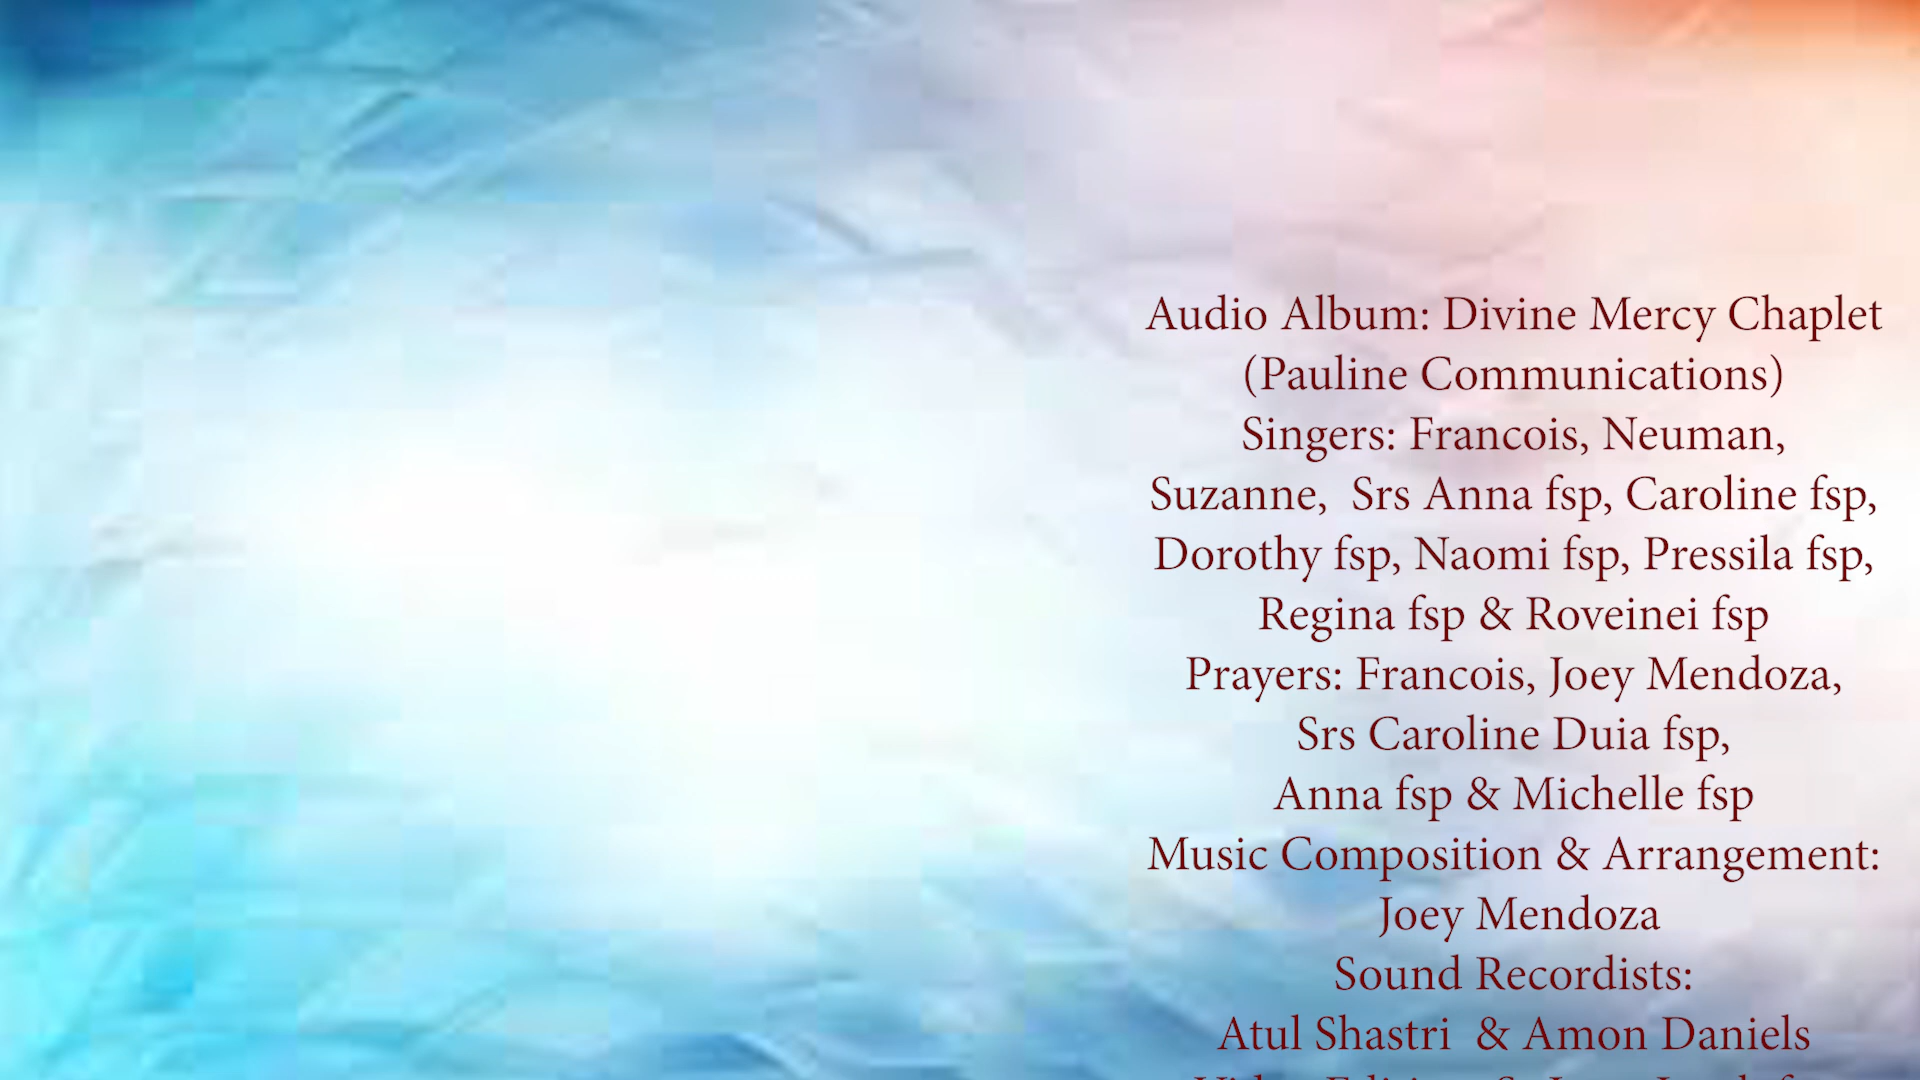 Audio Album: Divine Mercy Chaplet
(Pauline Communications)
Singers: Francois, Neuman,
Suzanne,  Srs Anna fsp, Caroline fsp,
Dorothy fsp, Naomi fsp, Pressila fsp,
Regina fsp & Roveinei fsp
Prayers: Francois, Joey Mendoza,
Srs Caroline Duia fsp,
Anna fsp & Michelle fsp
Music Composition & Arrangement:
Joey Mendoza
Sound Recordists:
Atul Shastri  & Amon Daniels